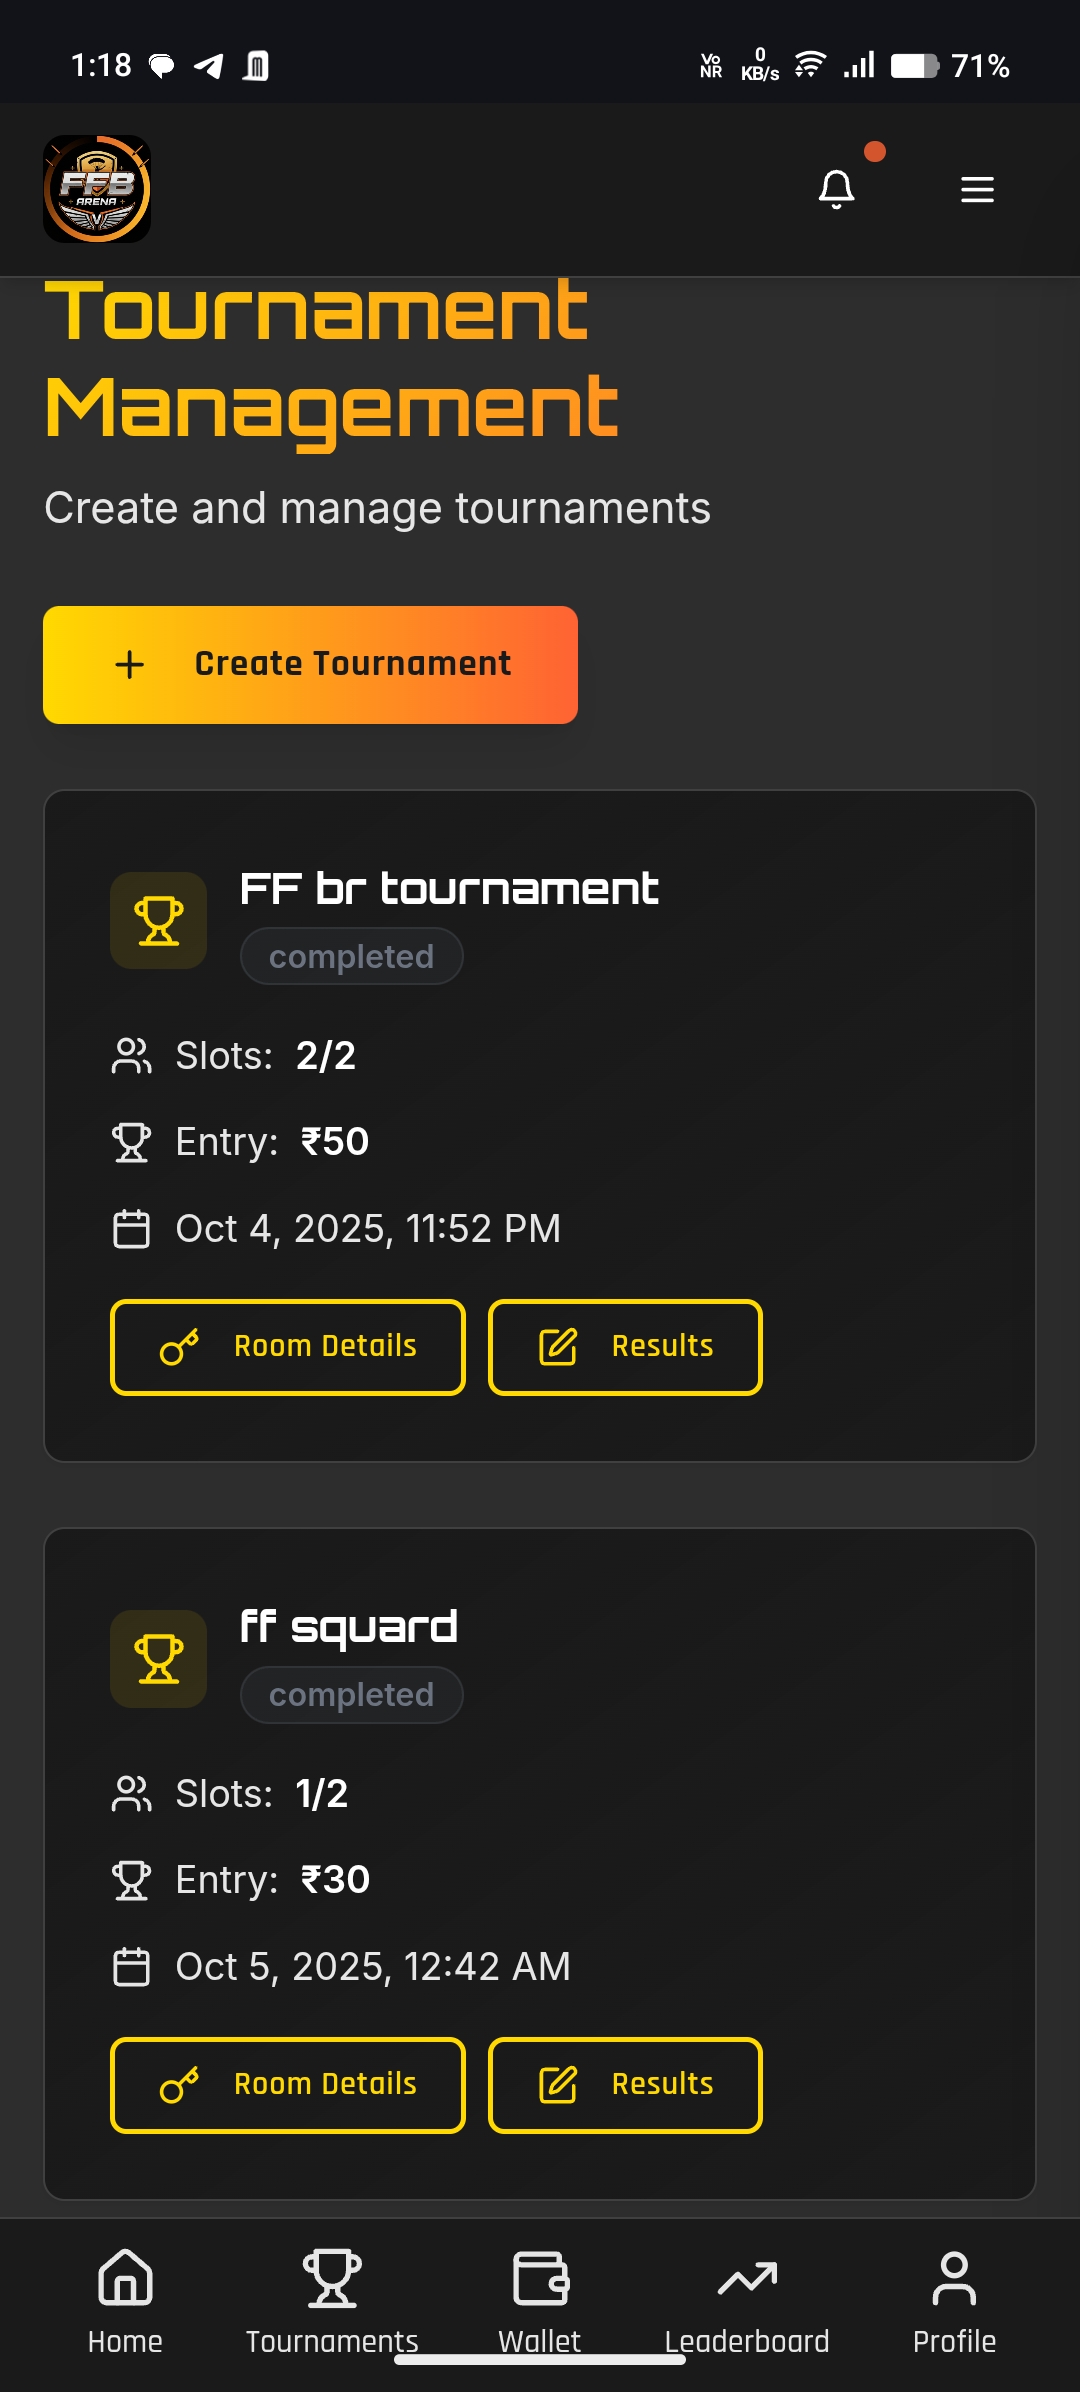 1:18
Vo
NR
0
KB/s
71%
FFB
ARENA
Tournament
Management
Create and manage tournaments
Create Tournament
FF br tournament
completed
Slots: 2/2
Entry: ₹50
Oct 4, 2025, 11:52 PM
Room Details
Results
ff squard
completed
Slots: 1/2
Entry: ₹30
Oct 5, 2025, 12:42 AM
Room Details
Results
Home
Tournaments
Wallet
Leaderboard
Profile